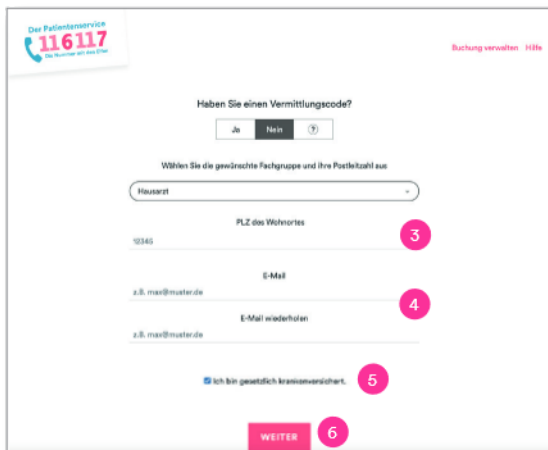 Der Patientenservice
116117
Die Nummer mit den Elfen
Buchung verwalten Hilfe
Haben Sie einen Vermittlungscode?
Ja Nein ?
Wählen Sie die gewünschte Fachgruppe und ihre Postleitzahl aus
Hausarzt
PLZ des Wohnortes
3
12345
E-Mail
z.B. max@muster.de
4
E-Mail wiederholen
z.B. max@muster.de
Ich bin gesetzlich krankenversichert.
5
WEITER
6